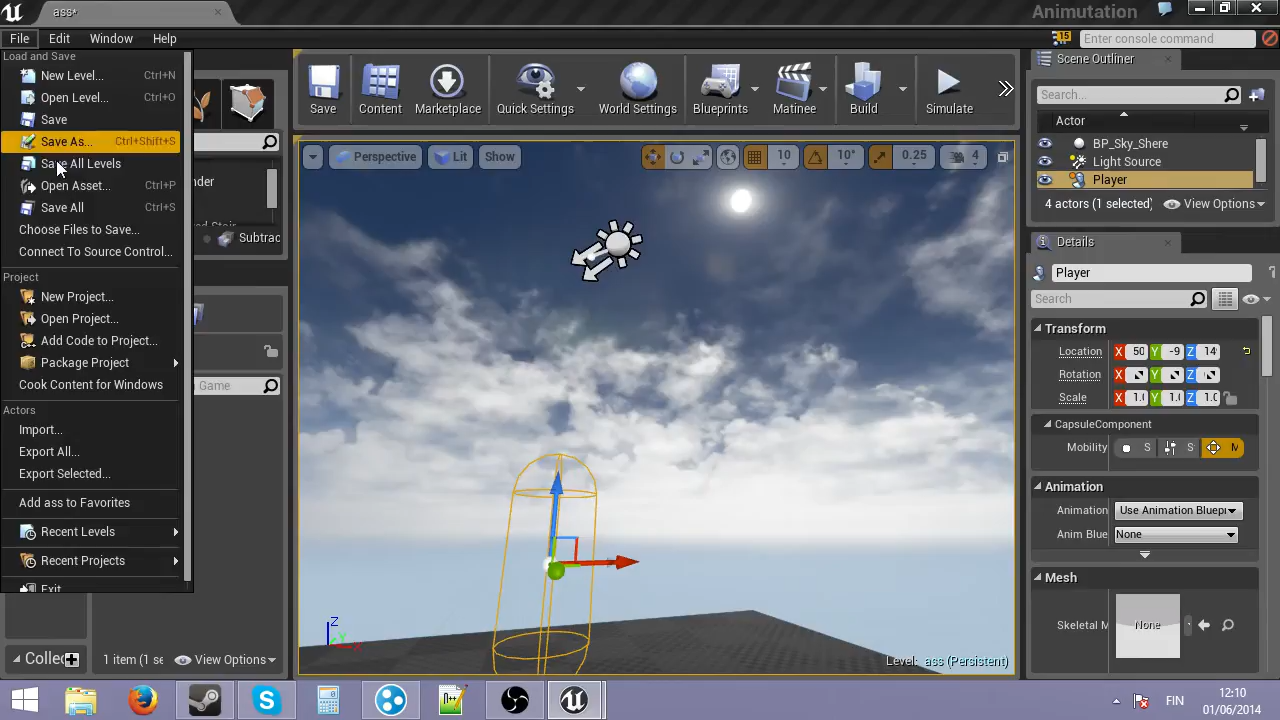 ass*
Animutation
File
Edit
Window
Help
15
Enter console command
Load and Save
New Level...
Ctrl+N
Open Level...
Ctrl+O
Save
Save As...
Ctrl+Shift+S
Save All Levels
Open Asset...
Ctrl+P
Save All
Ctrl+S
Choose Files to Save...
Connect To Source Control...
Project
New Project...
Open Project...
Add Code to Project...
Package Project
Cook Content for Windows
Actors
Import...
Export All...
Export Selected...
Add ass to Favorites
Recent Levels
Recent Projects
Exit
Subtrac
Game
Collec
1 item (1 se
View Options
Save
Content
Marketplace
Quick Settings
World Settings
Blueprints
Matinee
Build
Simulate
Perspective
Lit
Show
10
10°
0.25
4
Z
Y
X
Level: ass (Persistent)
Scene Outliner
Search...
Actor
BP_Sky_Shere
Light Source
Player
4 actors (1 selected)
View Options
Details
Player
Search
Transform
Location
X
50
Y
-9
Z
14
Rotation
X
Y
Z
Scale
X
1.0
Y
1.0
Z
1.0
CapsuleComponent
Mobility
S
S
M
Animation
Animation
Use Animation Bluepr
Anim Blue
None
Mesh
Skeletal M
None
FIN
12:10
01/06/2014